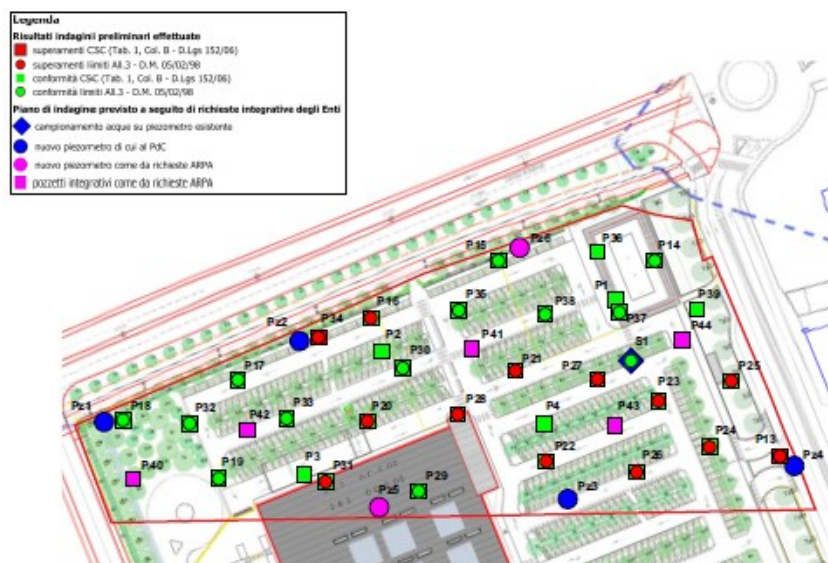 Legenda
Risultati indagini preliminari effettuate
superamenti CSC (Tab. 1, Col. B - D.Lgs 152/06)
superamenti limiti All.3 - D.M. 05/02/98
conformità CSC (Tab. 1, Col. B - D.Lgs 152/06)
conformità limiti All.3 - D.M. 05/02/98
Piano di indagine previsto a seguito di richieste integrative degli Enti
campionamento acque su piezometro esistente
nuovo piezometro di cui al PdC
nuovo piezometro come da richieste ARPA
pozzetti integrativi come da richieste ARPA
P15
Pz6
P36
P14
P35
P38
P1
P37
P39
P16
P34
Pz2
P2
P30
P41
P44
S1
P17
P21
P27
P25
P23
Pz1
P18
P32
P42
P33
P20
P28
P4
P43
P24
P40
P19
P3
P31
P29
Pz5
P22
P26
Pz3
P13
Pz4